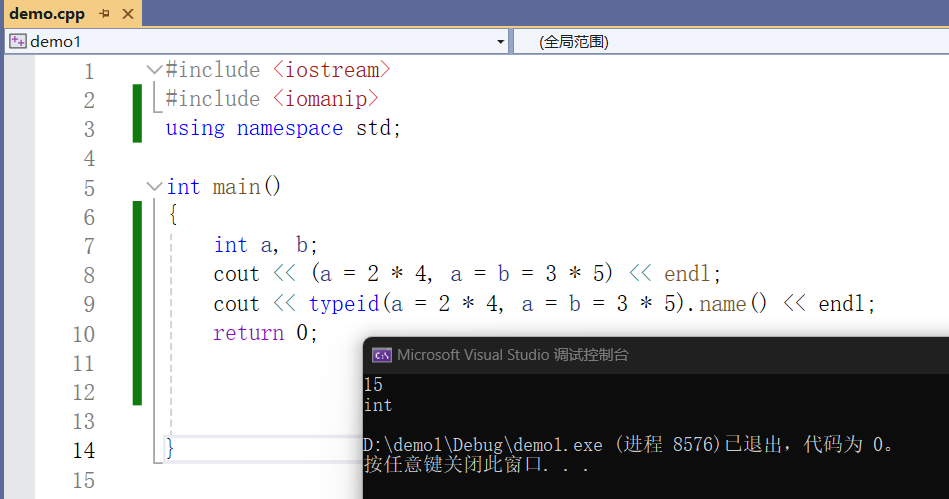 demo.cpp
demo1
(全局范围)
1 #include <iostream>
2 #include <iomanip>
3 using namespace std;
4
5 int main()
6 {
7 int a, b;
8 cout << (a = 2 * 4, a = b = 3 * 5) << endl;
9 cout << typeid(a = 2 * 4, a = b = 3 * 5).name() << endl;
10 return 0;
11
12
13
14 }
15
Microsoft Visual Studio 调试控制台
15
int
D:\demo1\Debug\demo1.exe (进程 8576)已退出，代码为 0。
按任意键关闭此窗口. . .